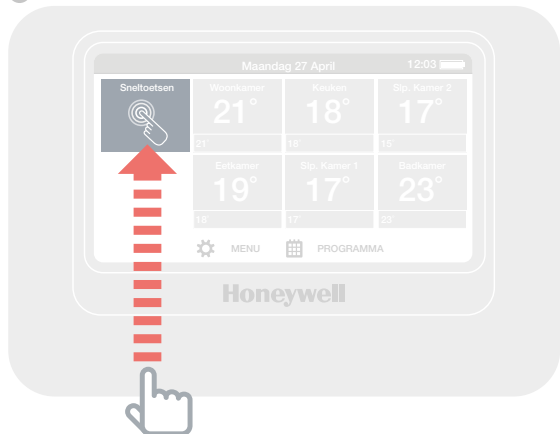 Maandag 27 April 12:03
Sneltoetsen
Woonkamer
21°
21°
Keuken
18°
18°
Slp. Kamer 2
17°
15°
Eetkamer
19°
18°
Slp. Kamer 1
17°
17°
Badkamer
23°
23°
MENU
PROGRAMMA
Honeywell